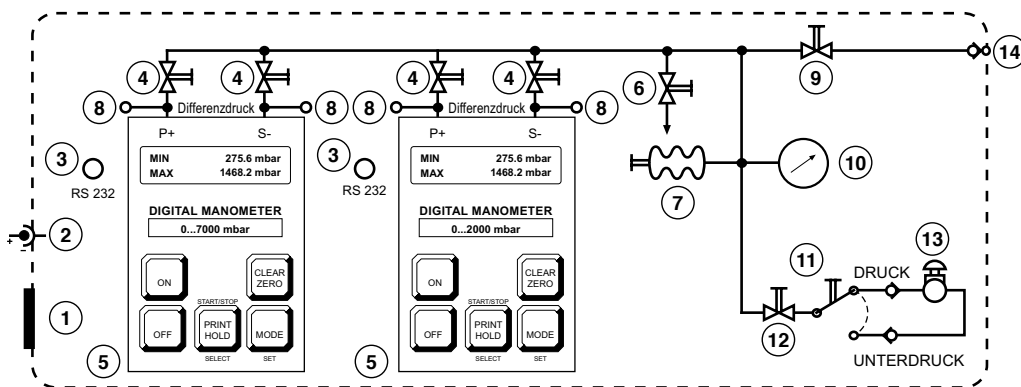 4 4 4 4 6 9 14
8 Differenzdruck 8 8 Differenzdruck 8
P+ S- P+ S-
3 RS 232
MIN 275.6 mbar
MAX 1468.2 mbar
3 RS 232
MIN 275.6 mbar
MAX 1468.2 mbar
7 10
DIGITAL MANOMETER
0...7000 mbar
DIGITAL MANOMETER
0...2000 mbar
+ 2
–
ON CLEAR ZERO
START/STOP
OFF PRINT HOLD MODE
SELECT SET
ON CLEAR ZERO
START/STOP
OFF PRINT HOLD MODE
SELECT SET
1
5 5
11 DRUCK 13
12
UNTERDRUCK